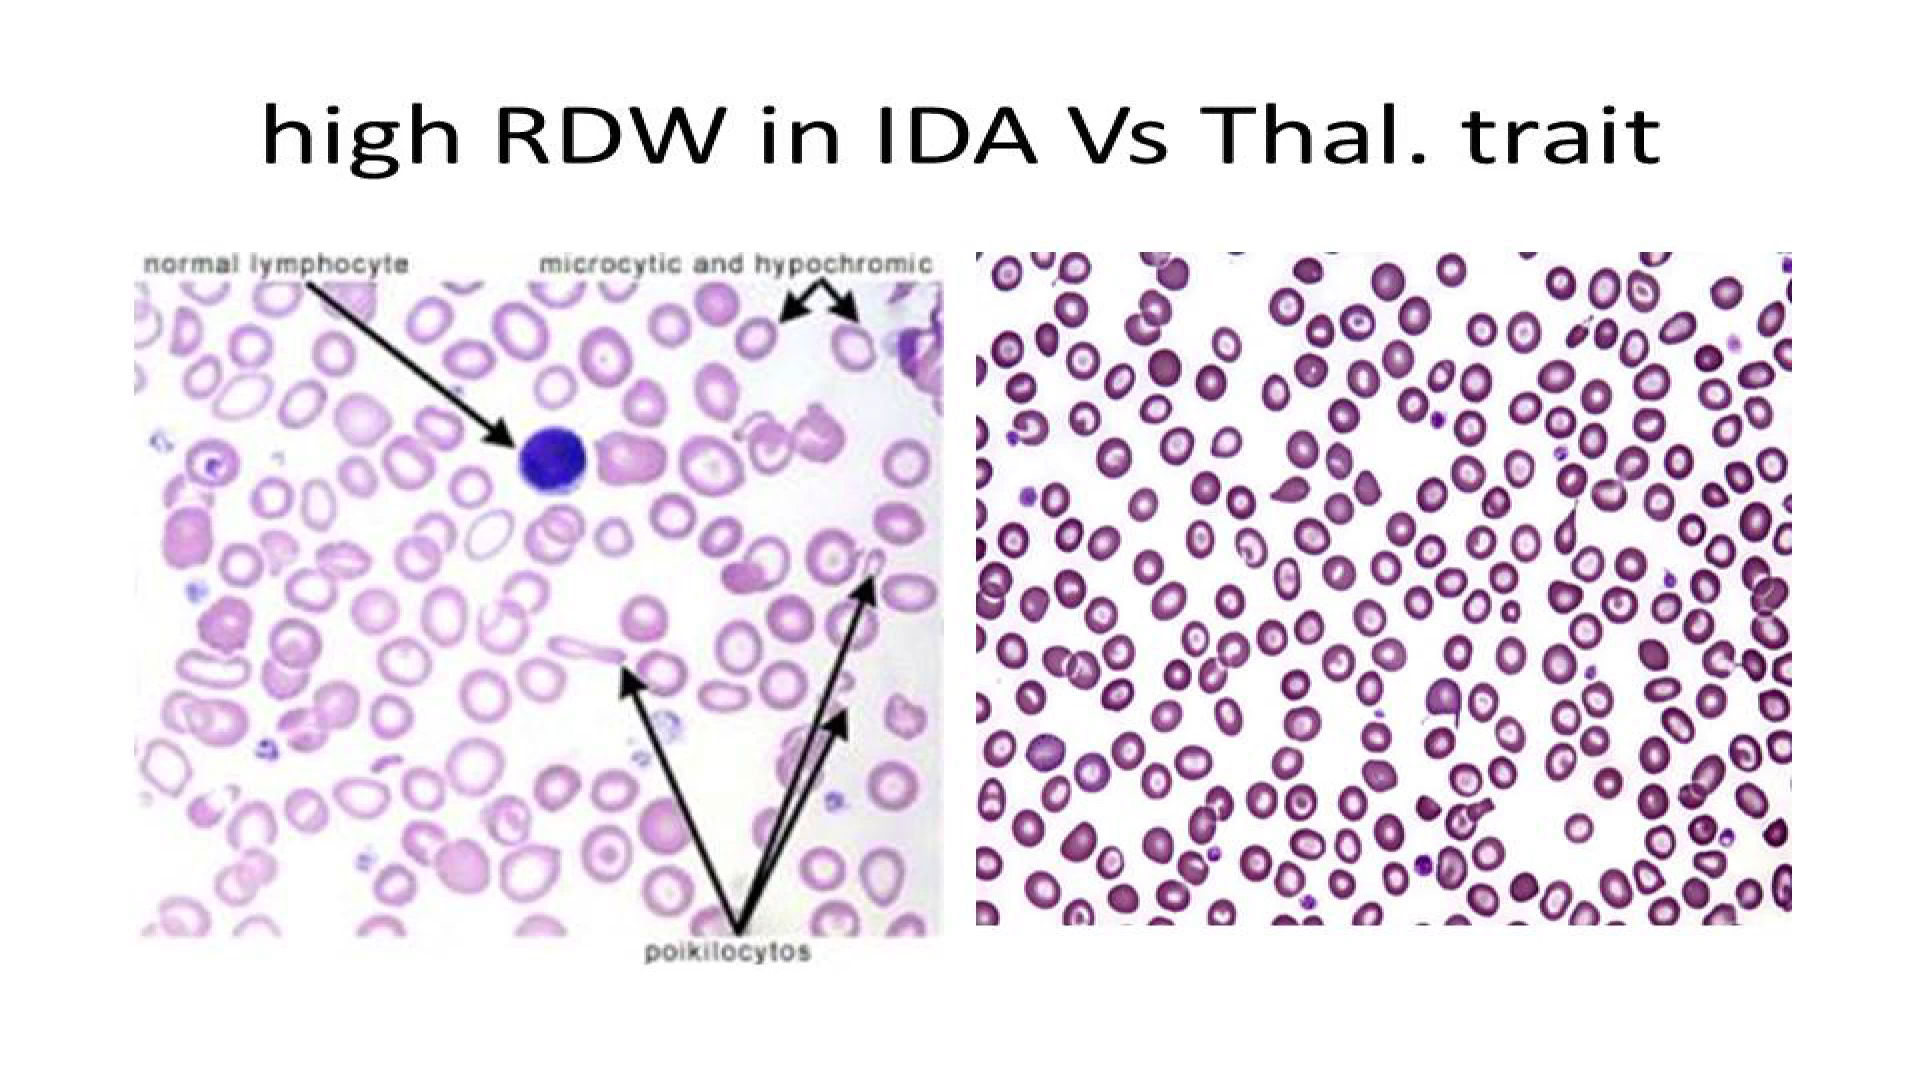 high RDW in IDA Vs Thal. trait
normal lymphocyte
microcytic and hypochromic
poikilocytos